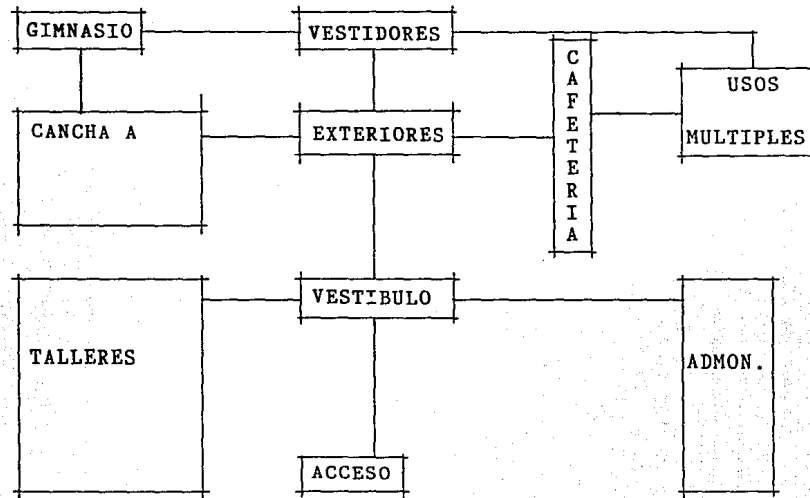 GIMNASIO
VESTIDORES
CAFETERIA
USOS
MULTIPLES
CANCHA A
EXTERIORES
VESTIBULO
TALLERES
ADMON.
ACCESO